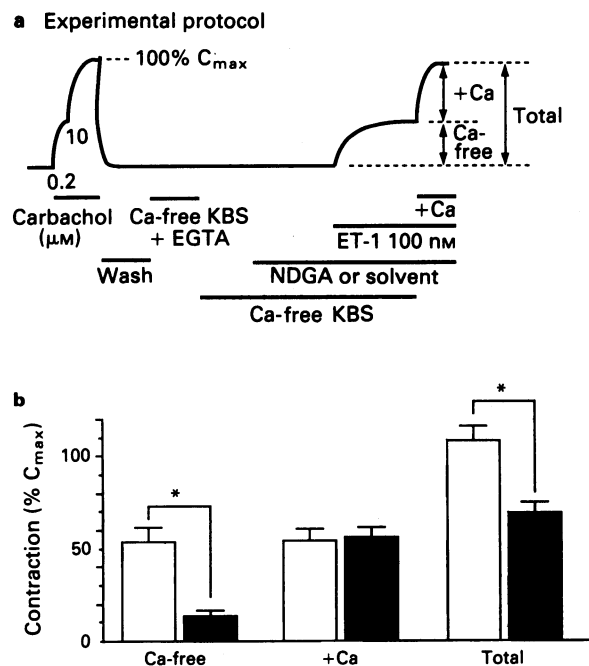 a Experimental protocol
100% Cmax
10
0.2
+Ca
Ca-
free
Total
Carbachol
(μM)
Ca-free KBS
+ EGTA
+Ca
ET-1 100 nM
Wash
NDGA or solvent
Ca-free KBS
b
Contraction (% Cmax)
100
50
0
*
*
Ca-free
+Ca
Total